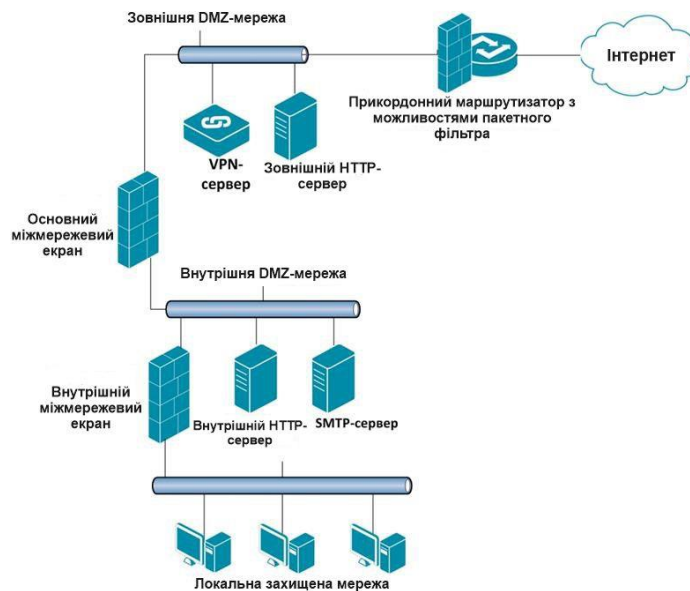 Зовнішня DMZ-мережа
Інтернет
Прикордонний маршрутизатор з
можливостями пакетного
фільтра
VPN-
сервер
Зовнішній HTTP-
сервер
Основний
міжмережевий
екран
Внутрішня DMZ-мережа
Внутрішній
міжмережевий
екран
Внутрішній HTTP-
сервер
SMTP-сервер
Локальна захищена мережа